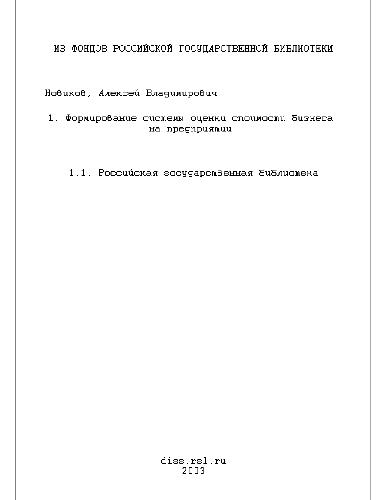 ИЗ ФОНДОВ РОССИЙСКОЙ ГОСУДАРСТВЕННОЙ БИБЛИОТЕКИ
Новиков, Алексей Владимирович
1. Формирование системы оценки стоимости бизнеса
на предприятии
1.1. Российская государственная библиотека
diss.rsl.ru
2003